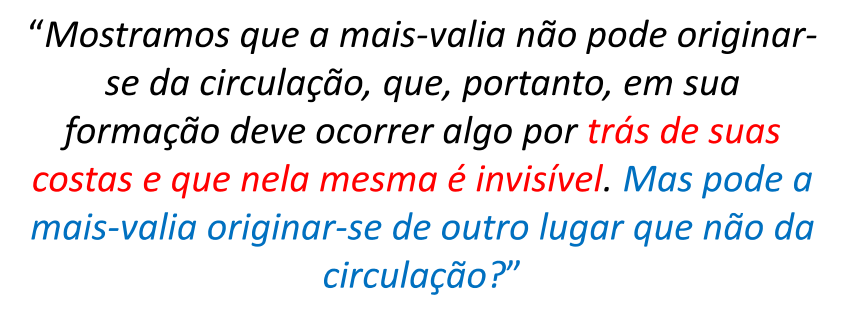 “Mostramos que a mais-valia não pode originar-
se da circulação, que, portanto, em sua
formação deve ocorrer algo por trás de suas
costas e que nela mesma é invisível. Mas pode a
mais-valia originar-se de outro lugar que não da
circulação?”